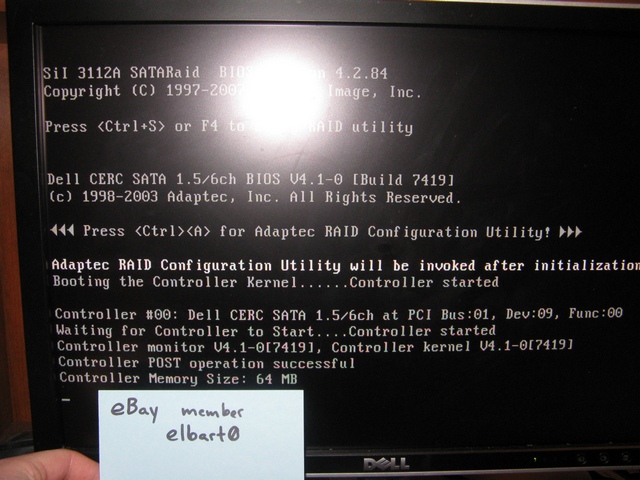 SiI 3112A SATARaid 4.2.84
Copyright (C) 1997- Image, Inc.
Press <Ctrl+S> or F4 to RAID utility
Dell CERC SATA 1.5/6ch BIOS V4.1-0 [Build 7419]
(c) 1998-2003 Adaptec, Inc. All Rights Reserved.
◄◄◄ Press <Ctrl><A> for Adaptec RAID Configuration Utility! ►►►
Adaptec RAID Configuration Utility will be invoked after initialization
Booting the Controller Kernel......Controller started
Controller #00: Dell CERC SATA 1.5/6ch at PCI Bus:01, Dev:09, Func:00
Waiting for Controller to Start....Controller started
Controller monitor V4.1-0[7419], Controller kernel V4.1-0[7419]
Controller POST operation successful
Controller Memory Size: 64 MB
_
eBay member
elbart0
DELL